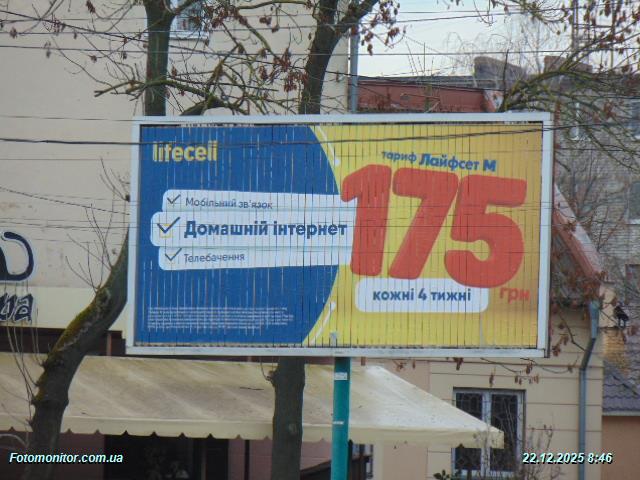 lifecell
тариф Лайфсет М
175
грн
кожні 4 тижні
Мобільний зв'язок
Домашній інтернет
Телебачення
Fotomonitor.com.ua
22.12.2025 8:46